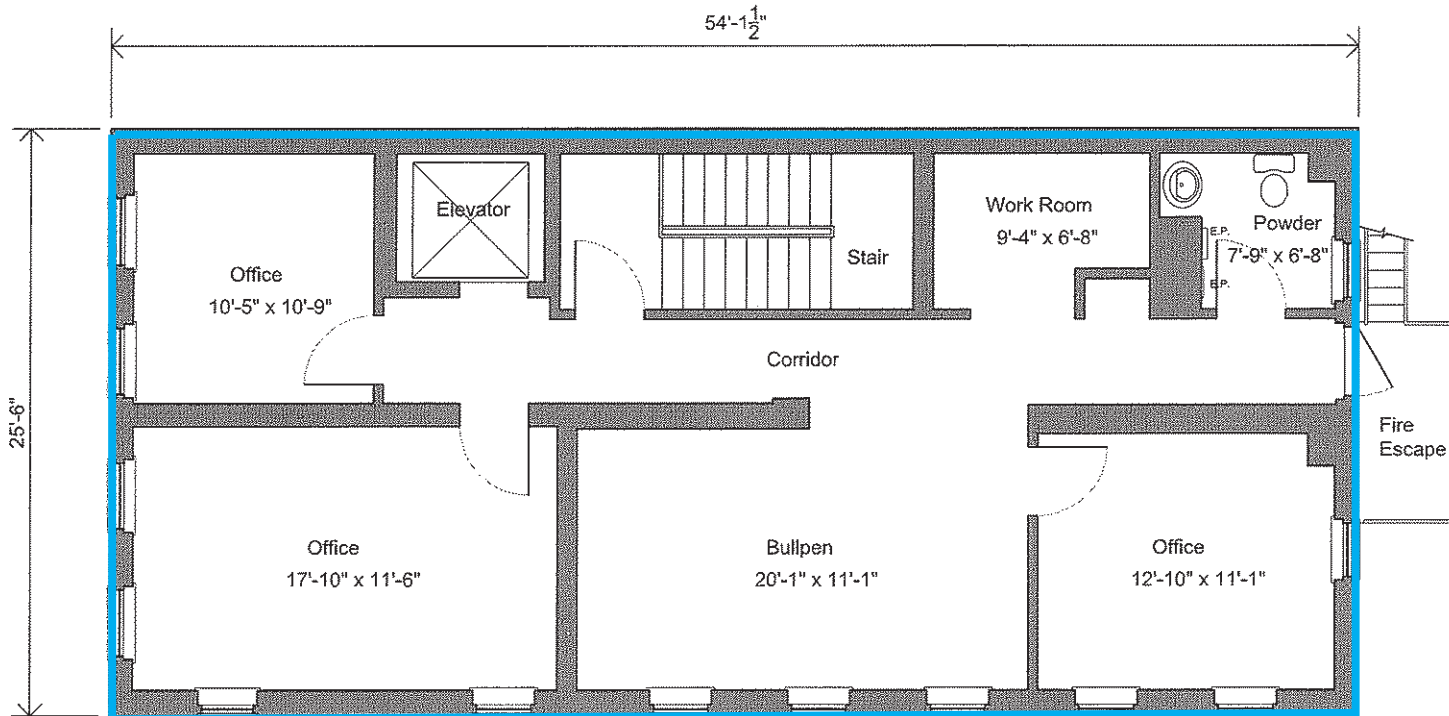 54'-1 1/2"
25'-6"
Elevator
Office
10'-5" x 10'-9"
Stair
Work Room
9'-4" x 6'-8"
Powder
7'-9" x 6'-8"
E.P.
E.P.
Corridor
Fire
Escape
Office
17'-10" x 11'-6"
Bullpen
20'-1" x 11'-1"
Office
12'-10" x 11'-1"